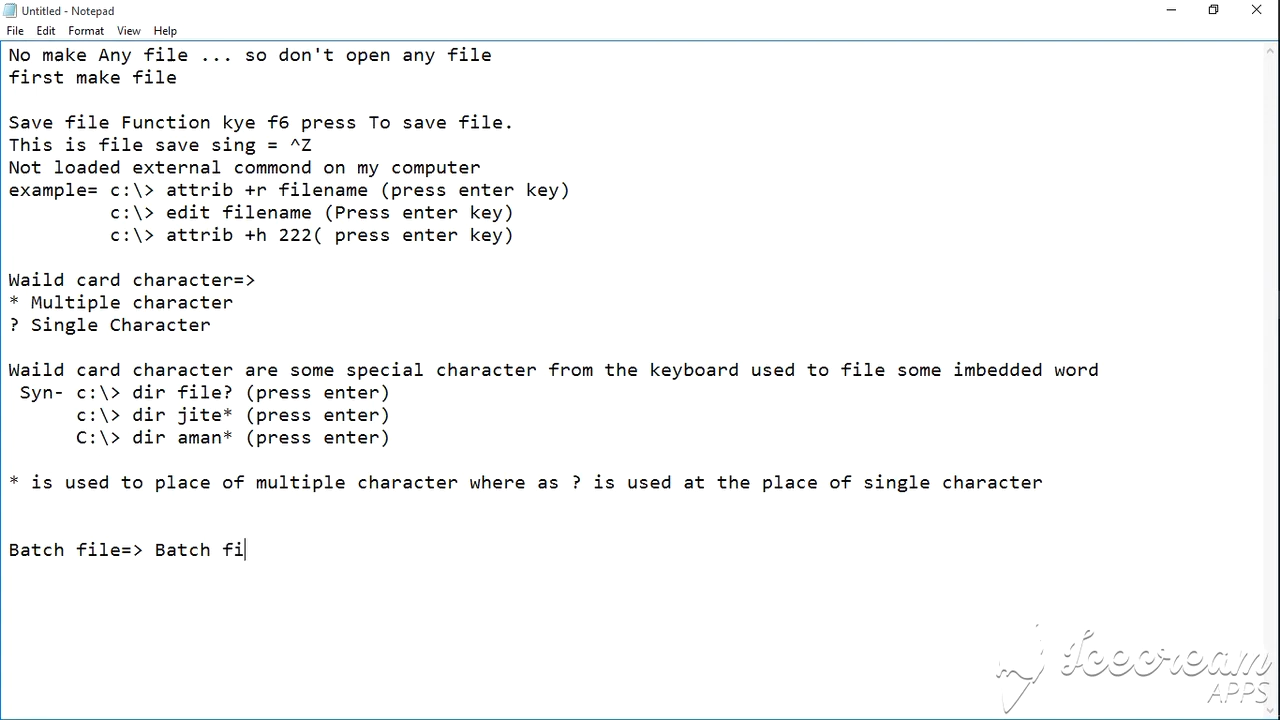 Untitled - Notepad
File Edit Format View Help
No make Any file ... so don't open any file
first make file
Save file Function kye f6 press To save file.
This is file save sing = ^Z
Not loaded external commond on my computer
example= c:\> attrib +r filename (press enter key)
c:\> edit filename (Press enter key)
c:\> attrib +h 222( press enter key)
Waild card character=>
* Multiple character
? Single Character
Waild card character are some special character from the keyboard used to file some imbedded word
Syn- c:\> dir file? (press enter)
c:\> dir jite* (press enter)
C:\> dir aman* (press enter)
* is used to place of multiple character where as ? is used at the place of single character
Batch file=> Batch fi
Icecream
APPS